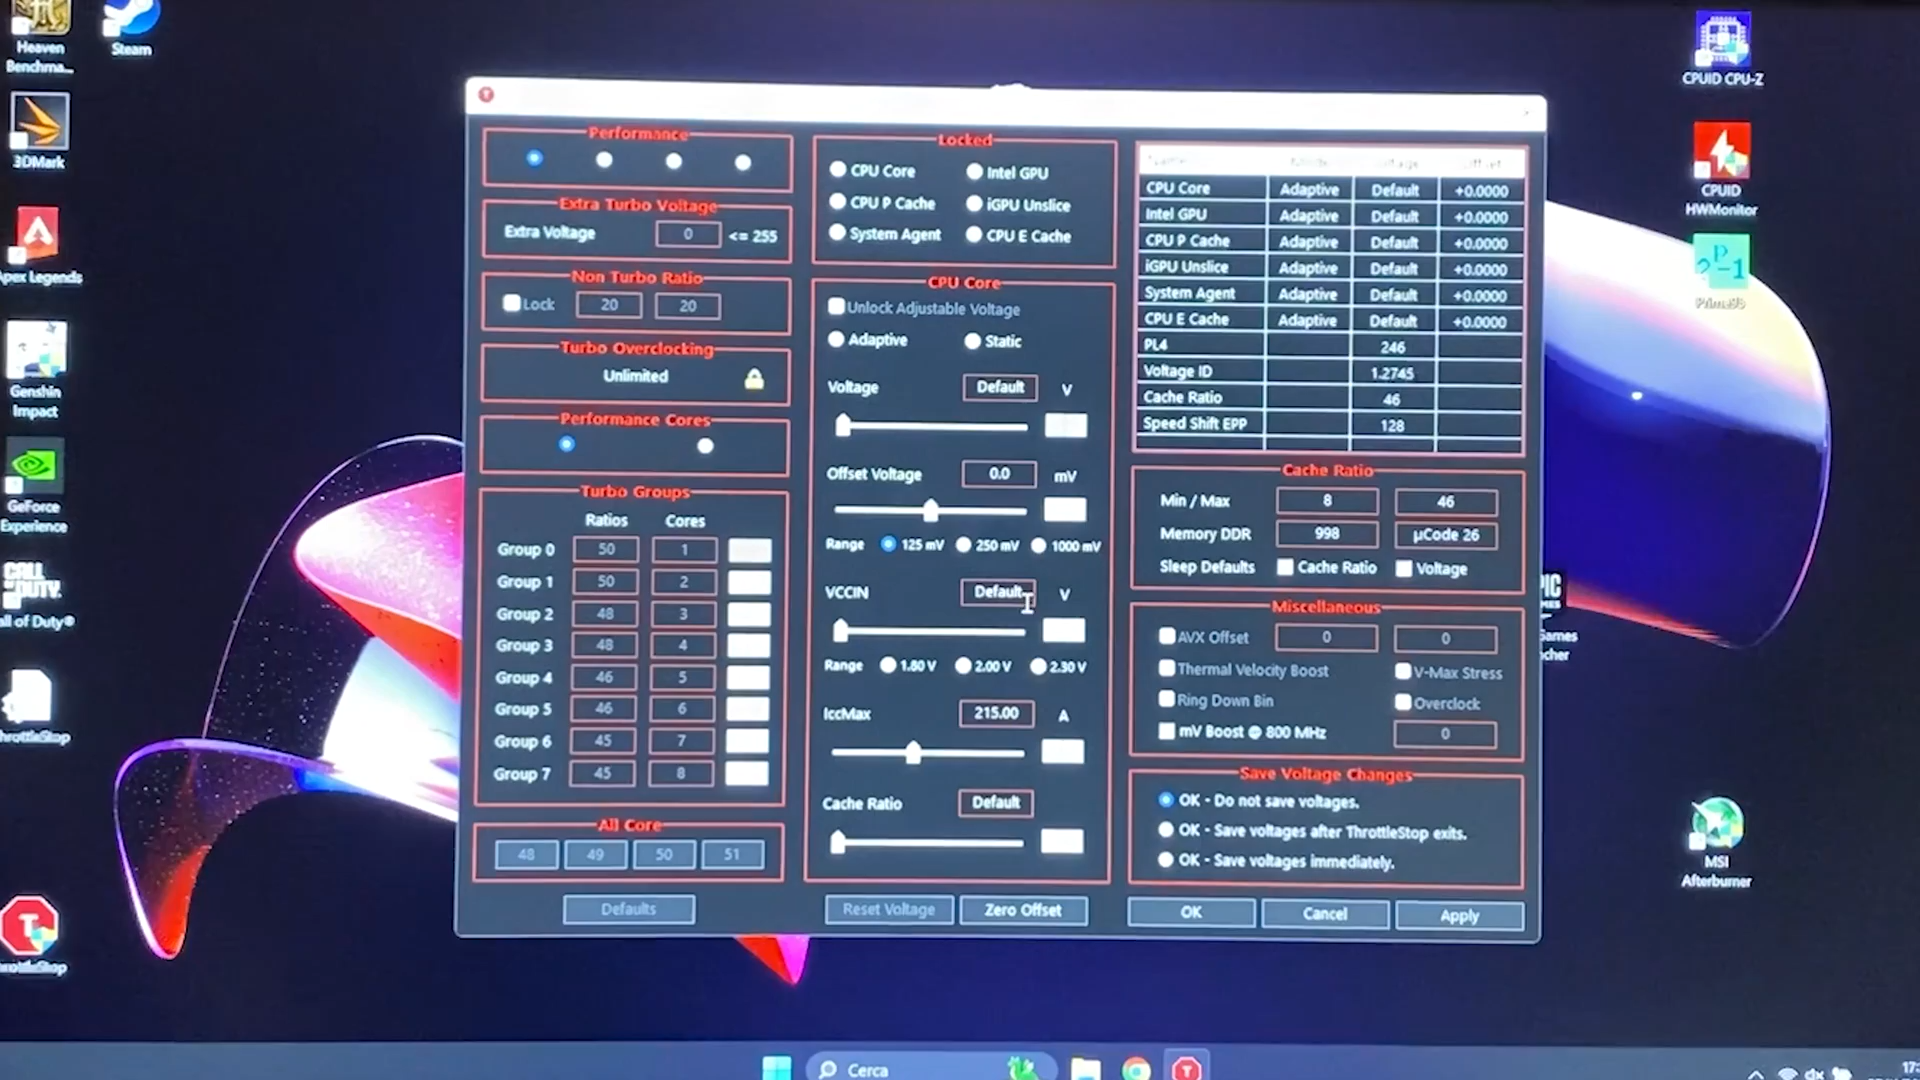 Heaven
Benchma...
Steam
3DMark
Apex Legends
Genshin
Impact
GeForce
Experience
CALL
DUTY
all of Duty®
ThrottleStop
T
ThrottleStop
Performance
Extra Turbo Voltage
Extra Voltage 0 <= 255
Non Turbo Ratio
Lock 20 20
Turbo Overclocking
Unlimited
Performance Cores
Turbo Groups
Ratios Cores
Group 0 50 1
Group 1 50 2
Group 2 48 3
Group 3 48 4
Group 4 46 5
Group 5 46 6
Group 6 45 7
Group 7 45 8
All Core
48 49 50 51
Defaults
Locked
CPU Core Intel GPU
CPU P Cache iGPU Unslice
System Agent CPU E Cache
CPU Core
Unlock Adjustable Voltage
Adaptive Static
Voltage Default V
Offset Voltage 0.0 mV
Range 125 mV 250 mV 1000 mV
VCCIN Default V
Range 1.80 V 2.00 V 2.30 V
IccMax 215.00 A
Cache Ratio Default
Reset Voltage Zero Offset
Offset
CPU Core Adaptive Default +0.0000
Intel GPU Adaptive Default +0.0000
CPU P Cache Adaptive Default +0.0000
iGPU Unslice Adaptive Default +0.0000
System Agent Adaptive Default +0.0000
CPU E Cache Adaptive Default +0.0000
PL4 246
Voltage ID 1.2745
Cache Ratio 46
Speed Shift EPP 128
Cache Ratio
Min / Max 8 46
Memory DDR 998 µCode 26
Sleep Defaults Cache Ratio Voltage
Miscellaneous
AVX Offset 0 0
Thermal Velocity Boost V-Max Stress
Ring Down Bin Overclock
mV Boost @ 800 MHz 0
Save Voltage Changes
OK - Do not save voltages.
OK - Save voltages after ThrottleStop exits.
OK - Save voltages immediately.
OK Cancel Apply
CPUID CPU-Z
CPUID
HWMonitor
Prime95
MSI
Afterburner
Cerca
17: